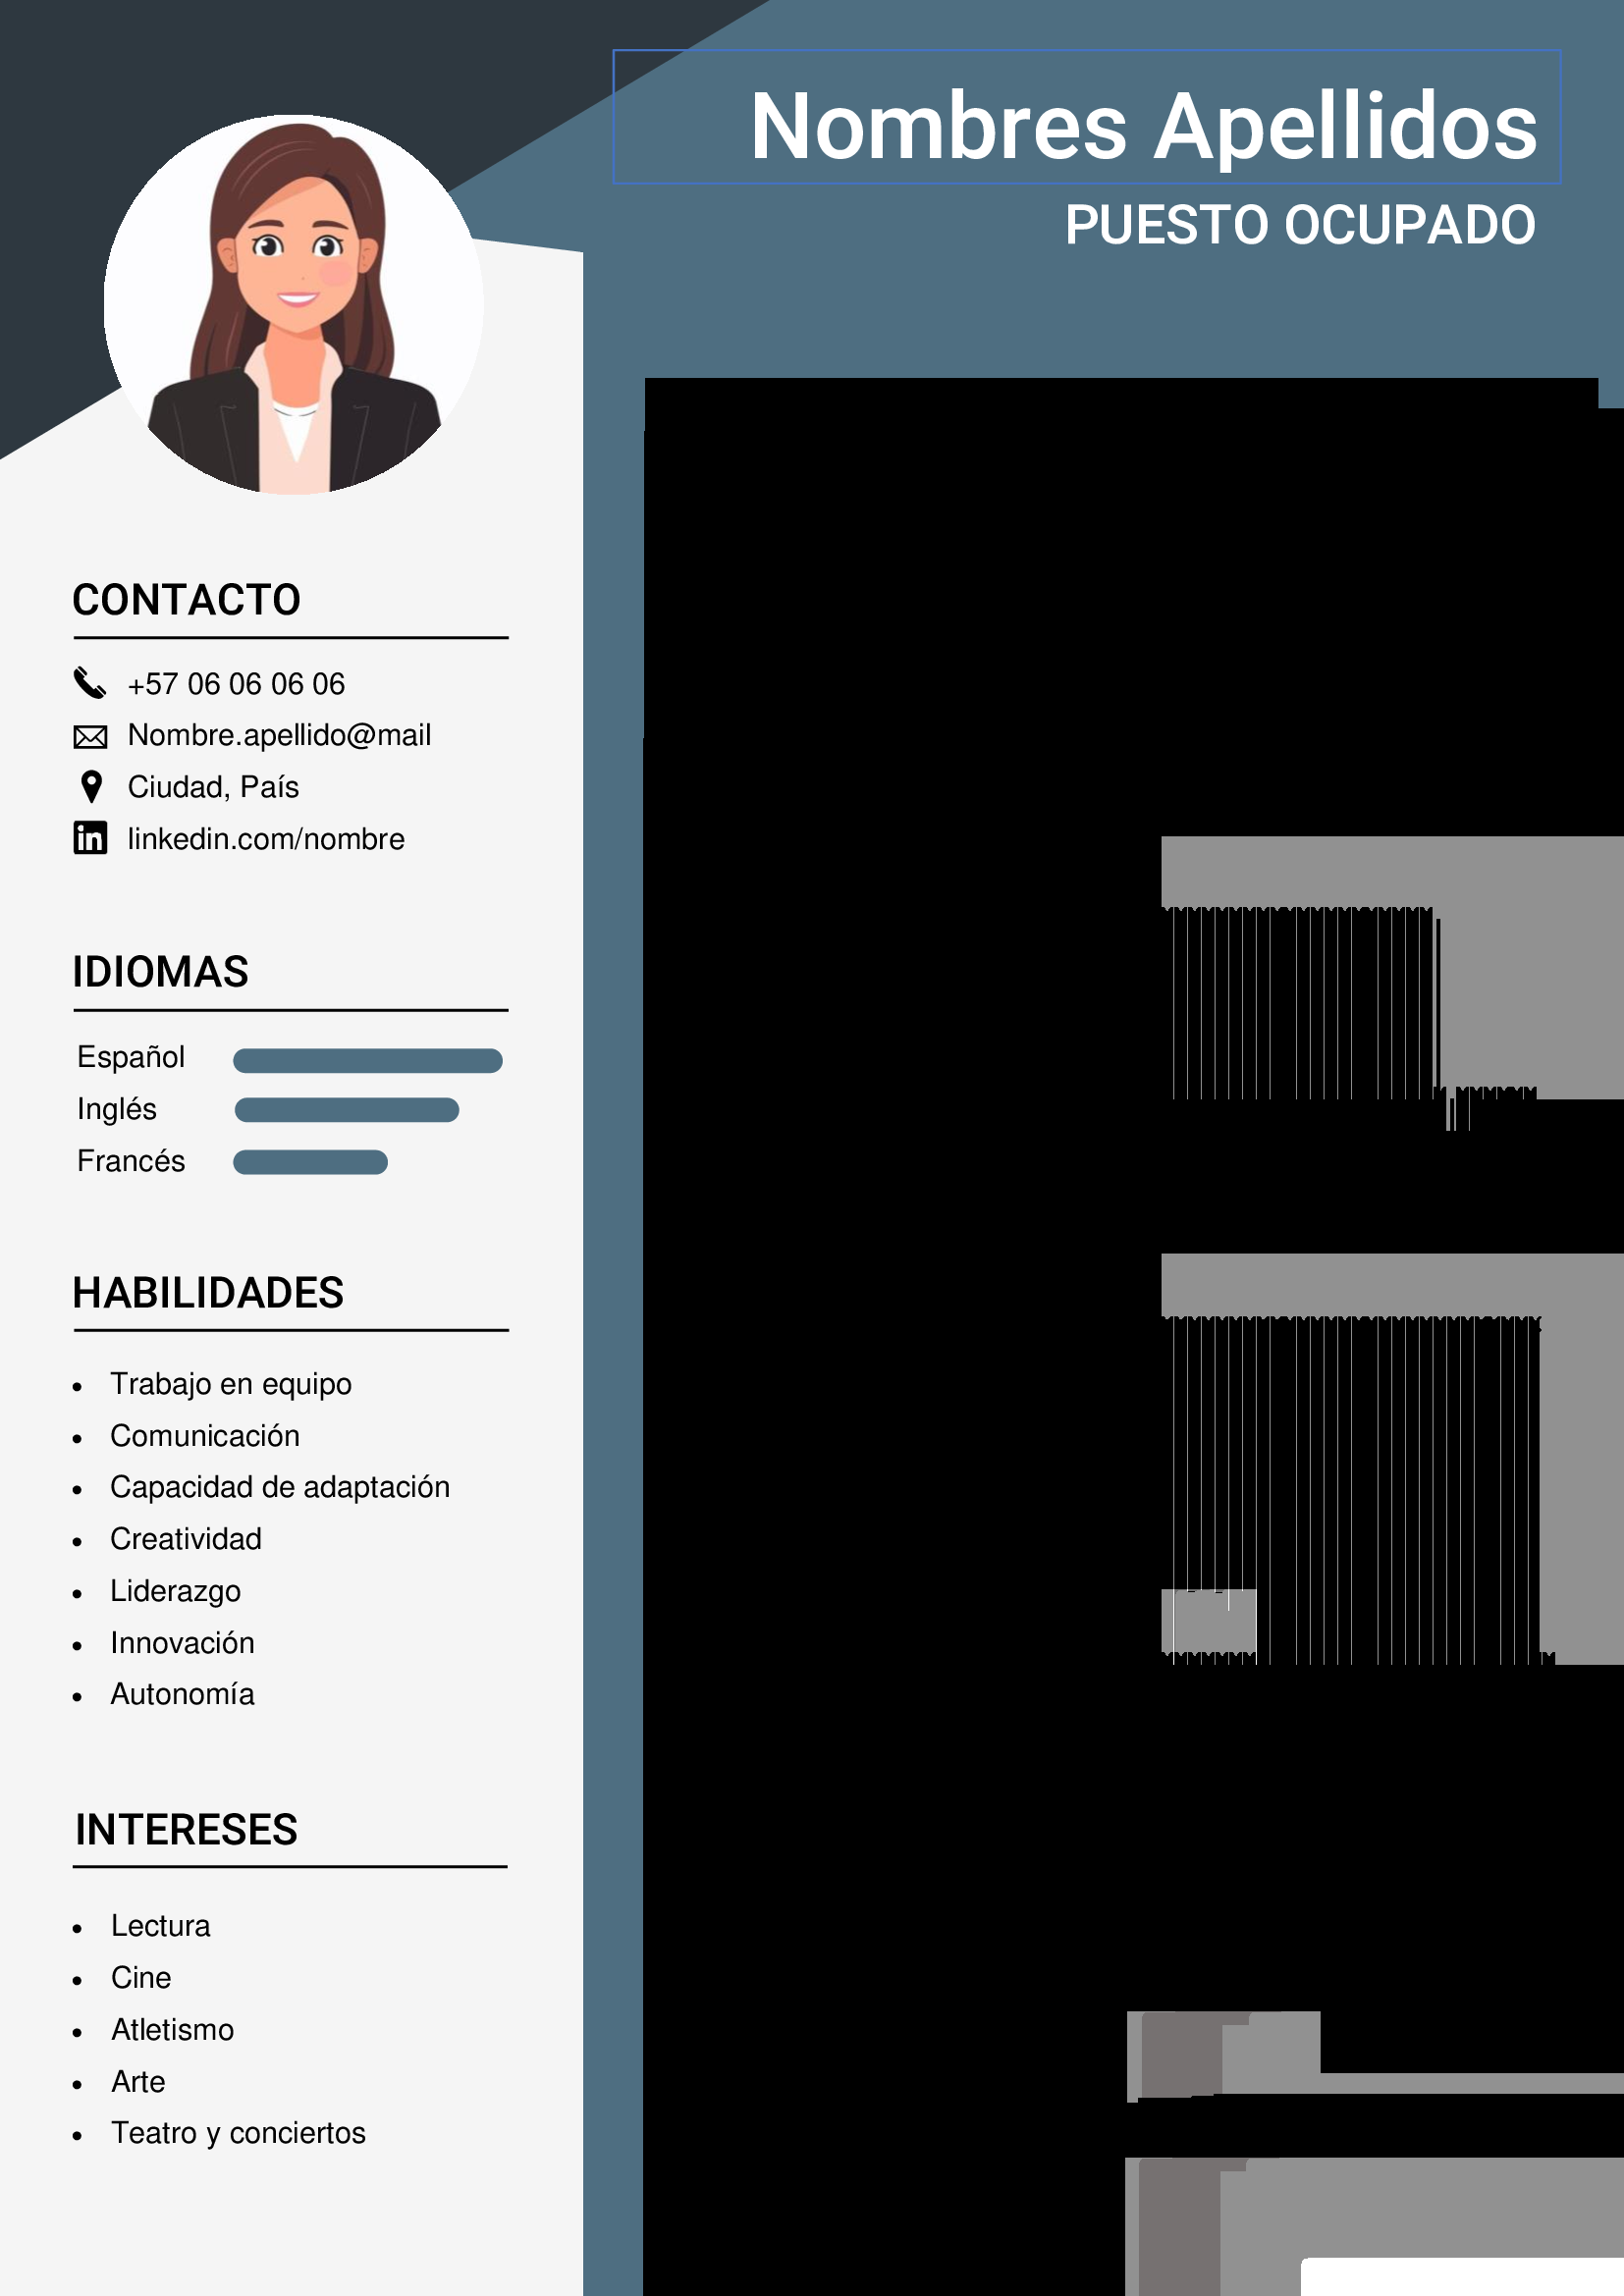 Nombres Apellidos
PUESTO OCUPADO
CONTACTO
+57 06 06 06 06
Nombre.apellido@mail
Ciudad, País
linkedin.com/nombre
IDIOMAS
Español
Inglés
Francés
HABILIDADES
• Trabajo en equipo
• Comunicación
• Capacidad de adaptación
• Creatividad
• Liderazgo
• Innovación
• Autonomía
INTERESES
• Lectura
• Cine
• Atletismo
• Arte
• Teatro y conciertos